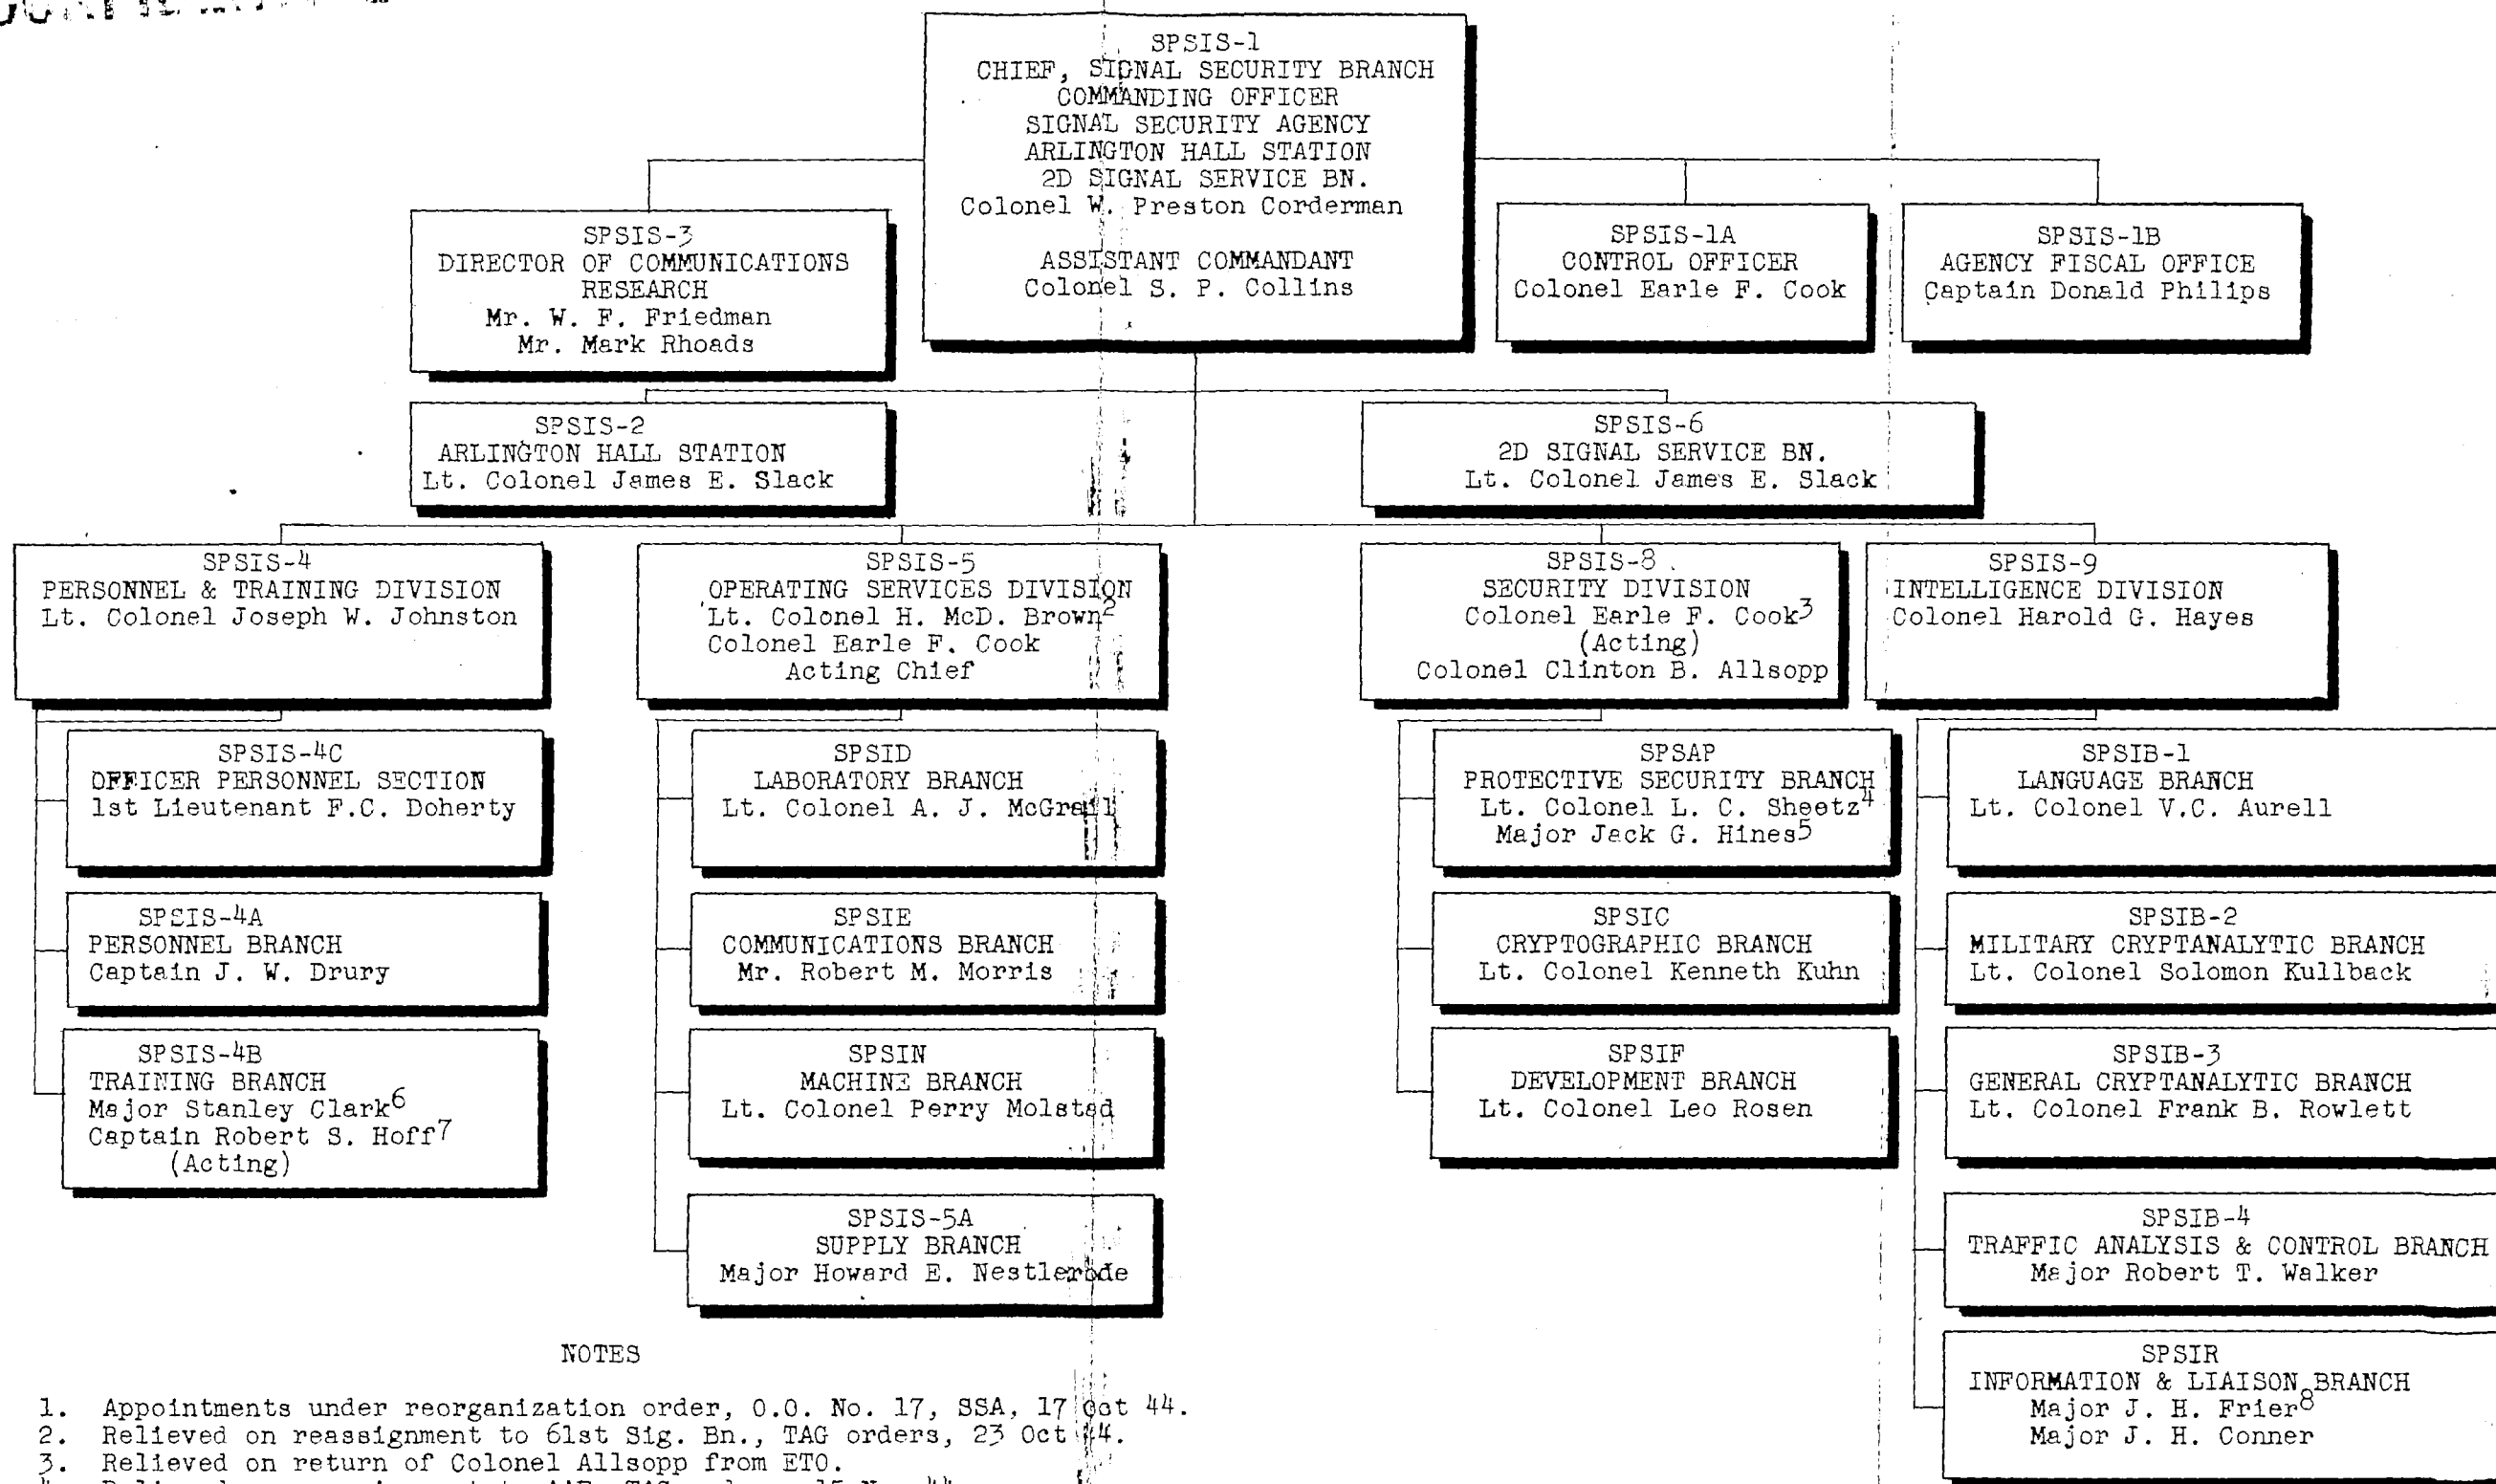 SPSIS-1
CHIEF, SIGNAL SECURITY BRANCH
COMMANDING OFFICER
SIGNAL SECURITY AGENCY
ARLINGTON HALL STATION
2D SIGNAL SERVICE BN.
Colonel W. Preston Corderman
ASSISTANT COMMANDANT
Colonel S. P. Collins
SPSIS-3
DIRECTOR OF COMMUNICATIONS
RESEARCH
Mr. W. F. Friedman
Mr. Mark Rhoads
SPSIS-1A
CONTROL OFFICER
Colonel Earle F. Cook
SPSIS-1B
AGENCY FISCAL OFFICE
Captain Donald Philips
SPSIS-2
ARLINGTON HALL STATION
Lt. Colonel James E. Slack
SPSIS-6
2D SIGNAL SERVICE BN.
Lt. Colonel James E. Slack
SPSIS-4
PERSONNEL & TRAINING DIVISION
Lt. Colonel Joseph W. Johnston
SPSIS-5
OPERATING SERVICES DIVISION
Lt. Colonel H. McD. Brown2
Colonel Earle F. Cook
Acting Chief
SPSIS-8
SECURITY DIVISION
Colonel Earle F. Cook3
(Acting)
Colonel Clinton B. Allsopp
SPSIS-9
INTELLIGENCE DIVISION
Colonel Harold G. Hayes
SPSIS-4C
OFFICER PERSONNEL SECTION
1st Lieutenant F.C. Doherty
SPSIS-4A
PERSONNEL BRANCH
Captain J. W. Drury
SPSIS-4B
TRAINING BRANCH
Major Stanley Clark6
Captain Robert S. Hoff7
(Acting)
SPSID
LABORATORY BRANCH
Lt. Colonel A. J. McGrail
SPSIE
COMMUNICATIONS BRANCH
Mr. Robert M. Morris
SPSIN
MACHINE BRANCH
Lt. Colonel Perry Molsted
SPSIS-5A
SUPPLY BRANCH
Major Howard E. Nestlerode
SPSAP
PROTECTIVE SECURITY BRANCH
Lt. Colonel L. C. Sheetz4
Major Jack G. Hines5
SPSIC
CRYPTOGRAPHIC BRANCH
Lt. Colonel Kenneth Kuhn
SPSIF
DEVELOPMENT BRANCH
Lt. Colonel Leo Rosen
SPSIB-1
LANGUAGE BRANCH
Lt. Colonel V.C. Aurell
SPSIB-2
MILITARY CRYPTANALYTIC BRANCH
Lt. Colonel Solomon Kullback
SPSIB-3
GENERAL CRYPTANALYTIC BRANCH
Lt. Colonel Frank B. Rowlett
SPSIB-4
TRAFFIC ANALYSIS & CONTROL BRANCH
Major Robert T. Walker
SPSIR
INFORMATION & LIAISON BRANCH
Major J. H. Frier8
Major J. H. Conner
NOTES
1. Appointments under reorganization order, O.O. No. 17, SSA, 17 Oct 44.
2. Relieved on reassignment to 61st Sig. Bn., TAG orders, 23 Oct 44.
3. Relieved on return of Colonel Allsopp from ETO.